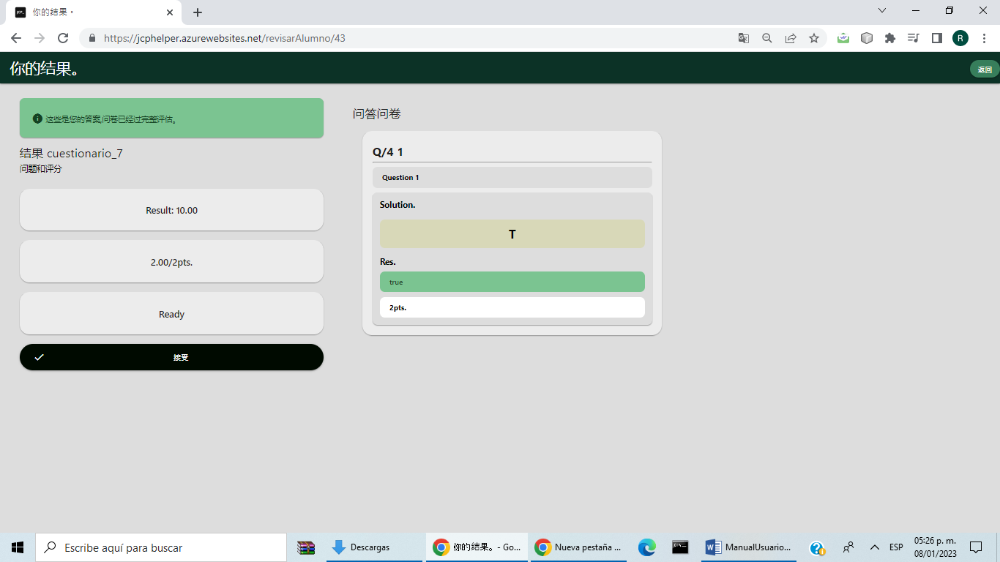 你的结果。
https://jcphelper.azurewebsites.net/revisarAlumno/43
R
你的结果。
返回
这些是您的答案,问卷已经过完整评估。
结果 cuestionario_7
问题和评分
Result: 10.00
2.00/2pts.
Ready
接受
问答问卷
Q/4 1
Question 1
Solution.
T
Res.
true
2pts.
Escribe aquí para buscar
Descargas
你的结果。 - Go...
Nueva pestaña ...
ManualUsuario...
ESP
05:26 p. m.
08/01/2023